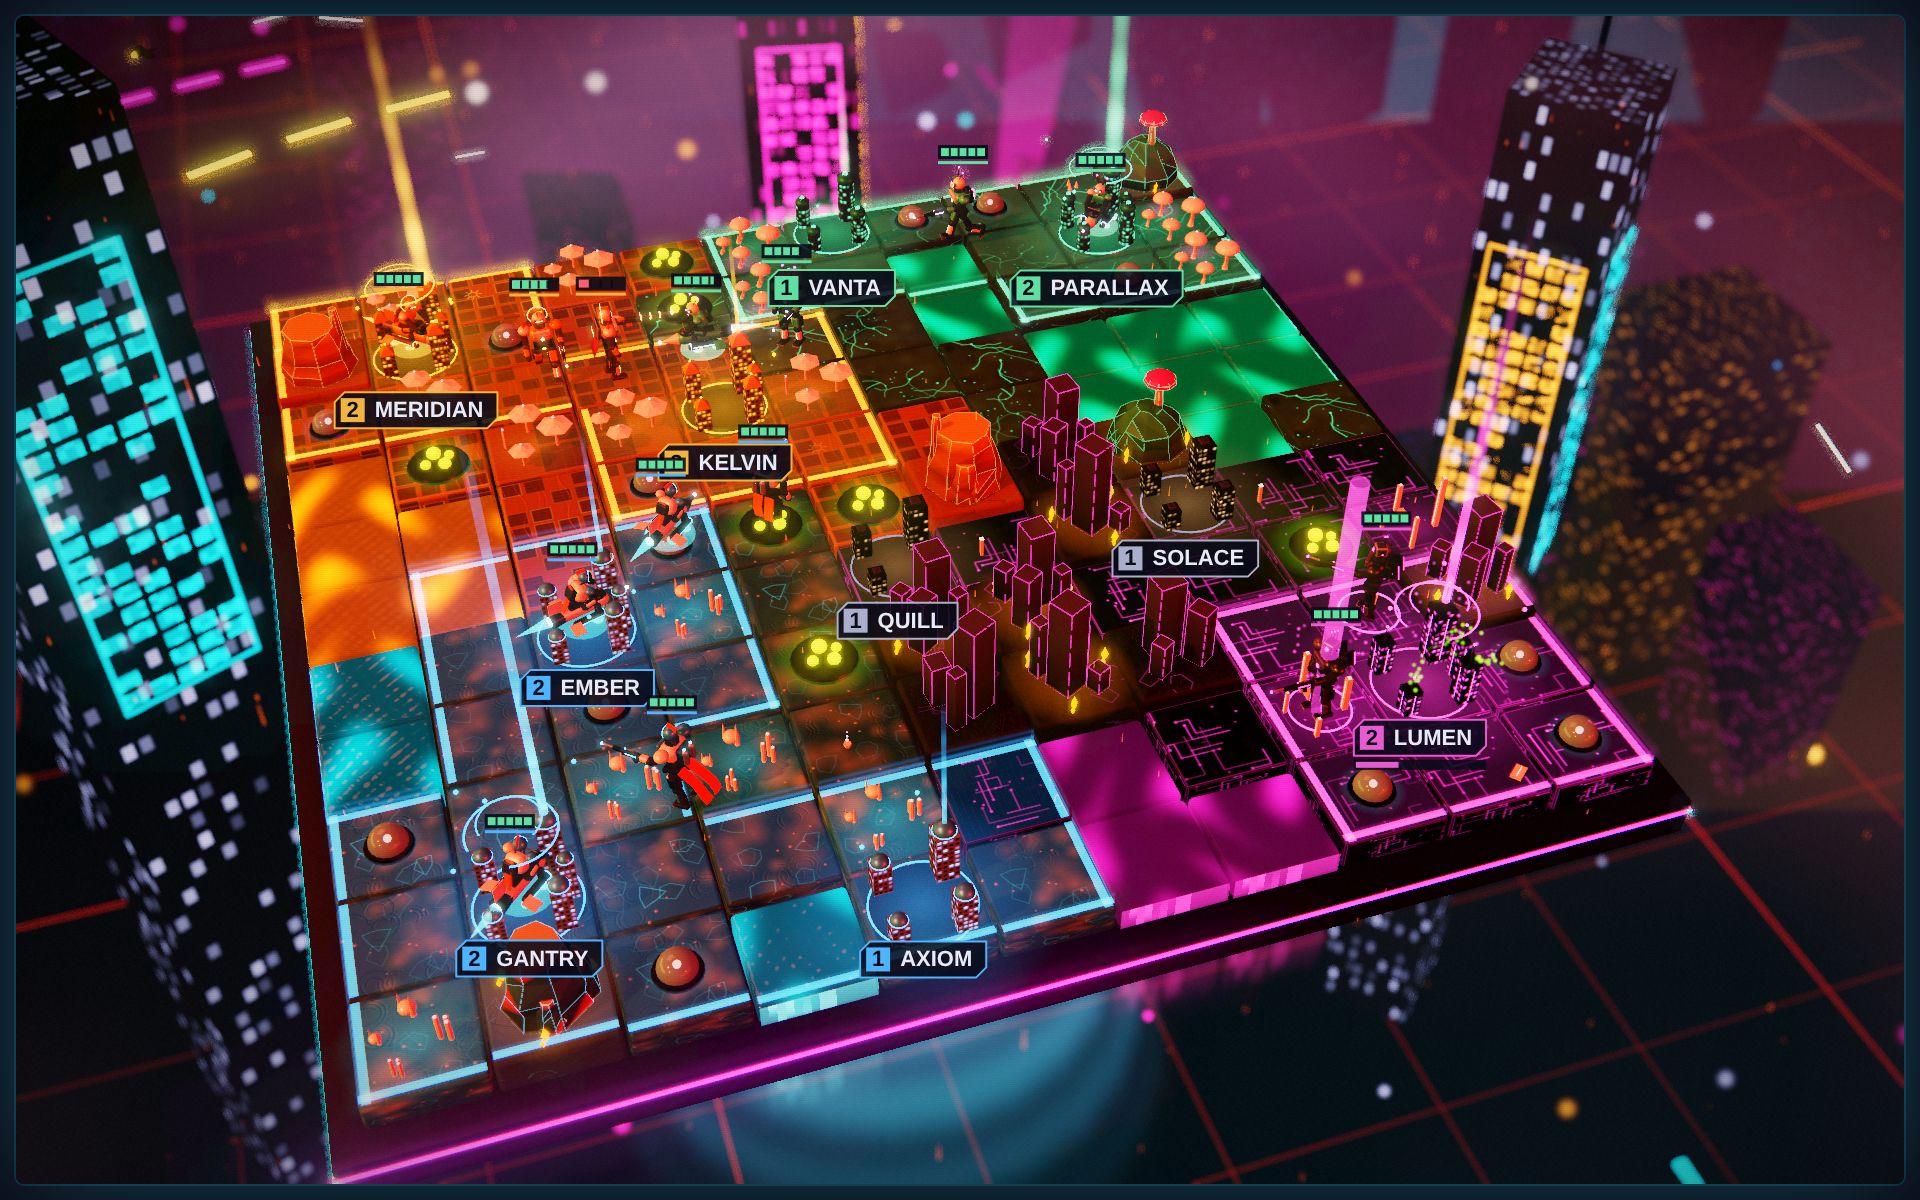 1 VANTA
2 PARALLAX
2 MERIDIAN
KELVIN
1 SOLACE
1 QUILL
2 EMBER
2 LUMEN
2 GANTRY
1 AXIOM